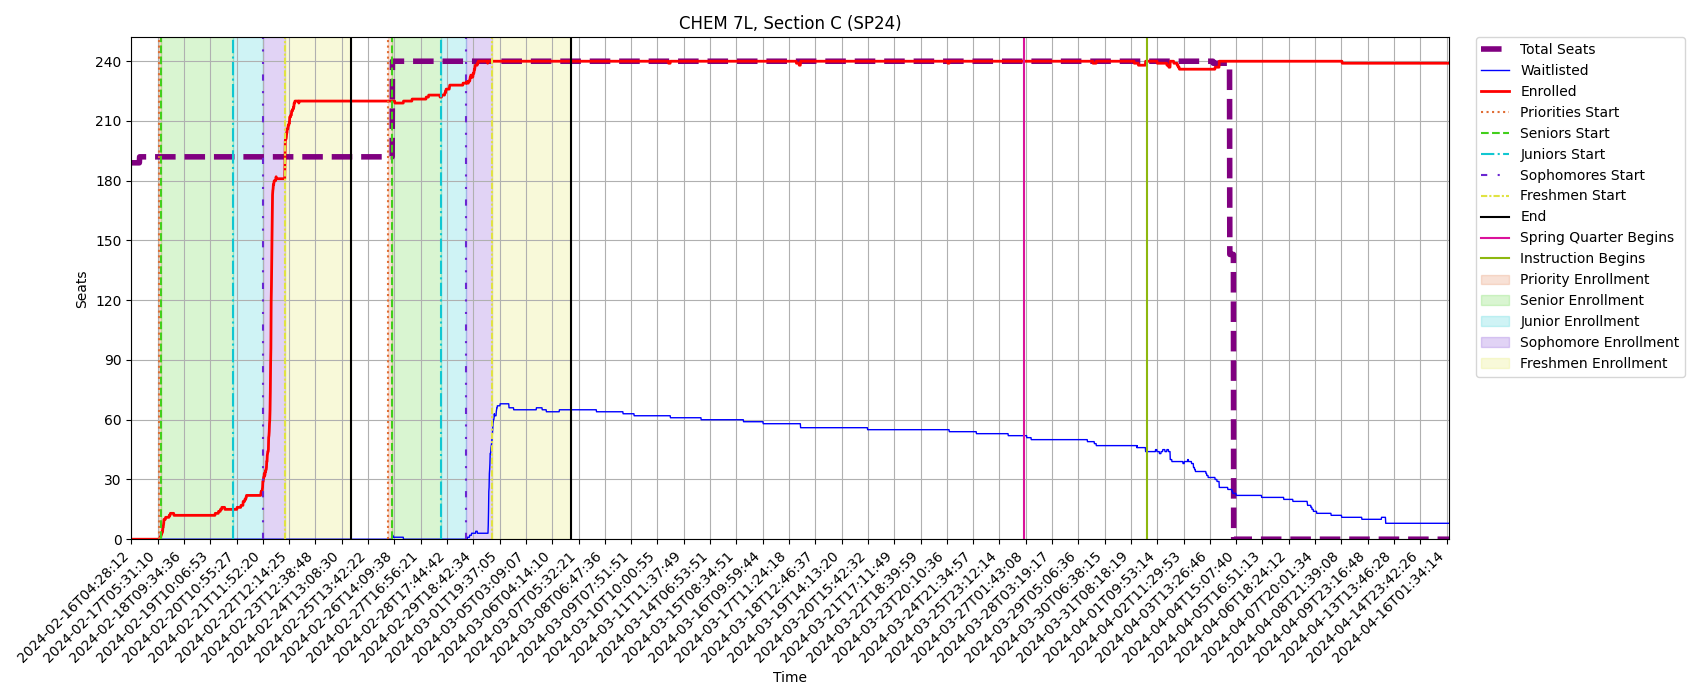 CHEM 7L, Section C (SP24)
Seats
240
210
180
150
120
90
60
30
0
2024-02-16T04:28:12
2024-02-17T05:31:10
2024-02-18T09:34:36
2024-02-19T10:06:53
2024-02-20T10:55:27
2024-02-21T11:52:20
2024-02-22T12:14:25
2024-02-23T12:38:48
2024-02-24T13:08:30
2024-02-25T13:42:22
2024-02-26T14:09:38
2024-02-27T16:56:21
2024-02-28T17:44:42
2024-02-29T18:42:34
2024-03-01T19:37:05
2024-03-05T03:09:07
2024-03-06T04:14:10
2024-03-07T05:32:21
2024-03-08T06:47:36
2024-03-09T07:51:51
2024-03-10T10:00:55
2024-03-11T11:37:49
2024-03-14T06:53:51
2024-03-15T08:34:51
2024-03-16T09:59:44
2024-03-17T11:24:18
2024-03-18T12:46:37
2024-03-19T14:13:20
2024-03-20T15:42:32
2024-03-21T17:11:49
2024-03-22T18:39:59
2024-03-23T20:10:36
2024-03-24T21:34:57
2024-03-25T23:12:14
2024-03-27T01:43:08
2024-03-28T03:19:17
2024-03-29T05:06:36
2024-03-30T06:38:15
2024-03-31T08:18:19
2024-04-01T09:53:14
2024-04-02T11:29:53
2024-04-03T13:26:46
2024-04-04T15:07:40
2024-04-05T16:51:13
2024-04-06T18:24:12
2024-04-07T20:01:34
2024-04-08T21:39:08
2024-04-09T23:16:48
2024-04-13T13:46:28
2024-04-14T23:42:26
2024-04-16T01:34:14
Time
Total Seats
Waitlisted
Enrolled
Priorities Start
Seniors Start
Juniors Start
Sophomores Start
Freshmen Start
End
Spring Quarter Begins
Instruction Begins
Priority Enrollment
Senior Enrollment
Junior Enrollment
Sophomore Enrollment
Freshmen Enrollment